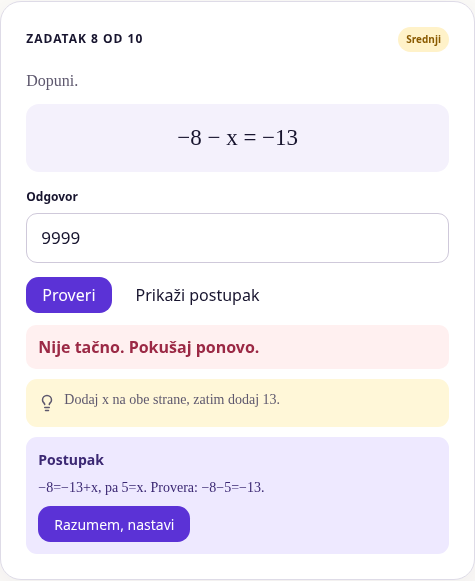 ZADATAK 8 OD 10
Srednji
Dopuni.
−8 − x = −13
Odgovor
9999
Proveri
Prikaži postupak
Nije tačno. Pokušaj ponovo.
Dodaj x na obe strane, zatim dodaj 13.
Postupak
−8=−13+x, pa 5=x. Provera: −8−5=−13.
Razumem, nastavi